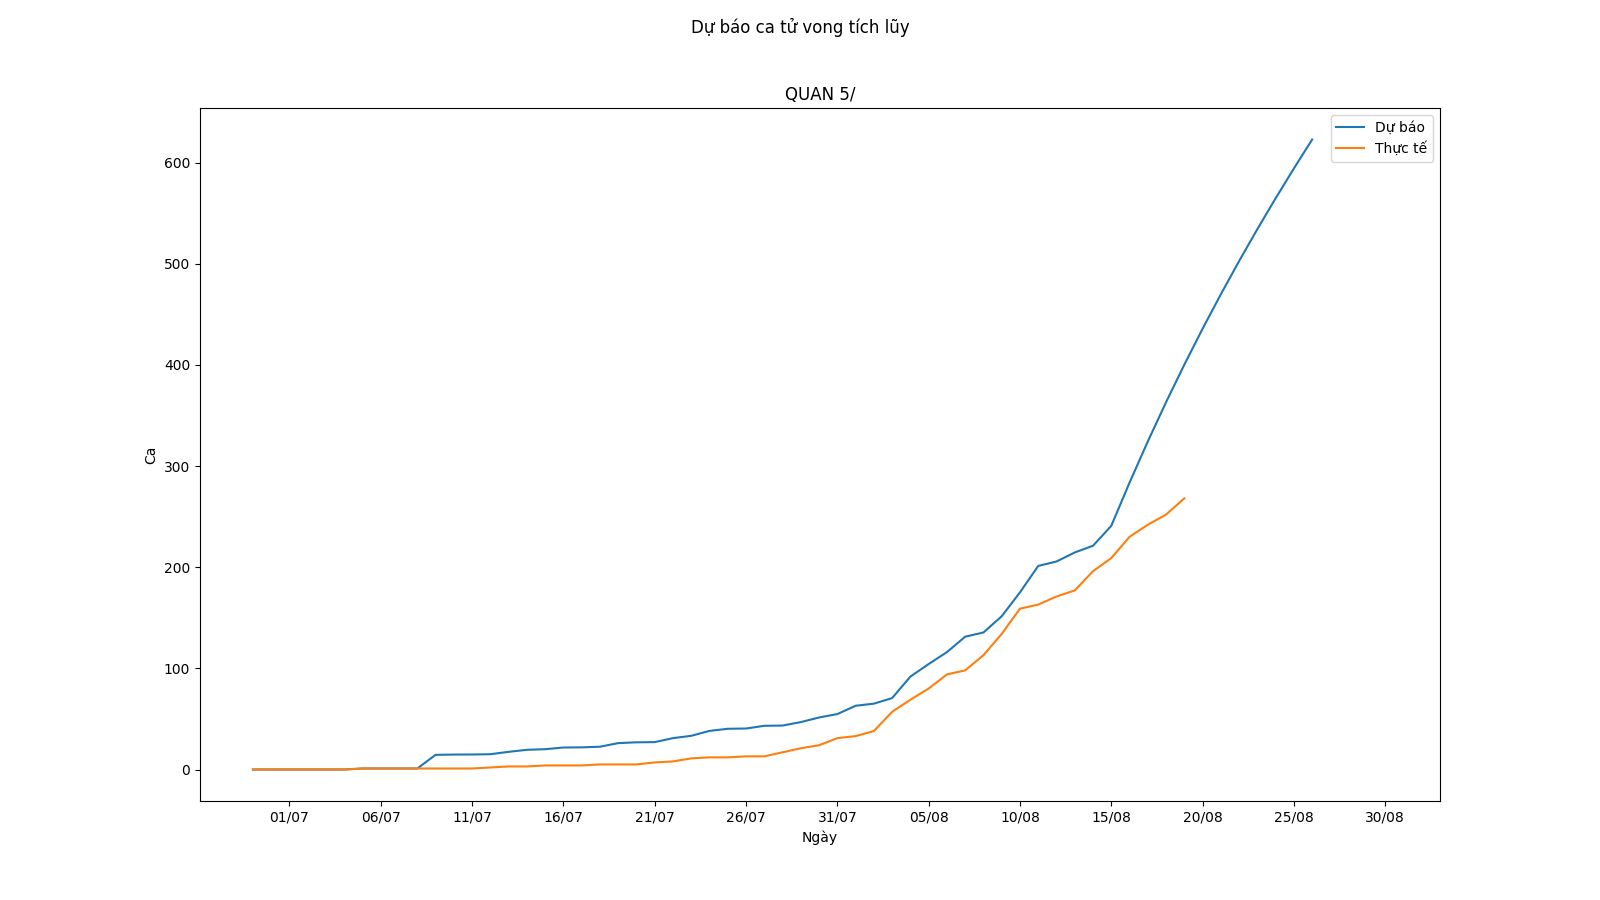 Dự báo ca tử vong tích lũy
QUAN 5/
Dự báo
Thực tế
600
500
400
300
200
100
0
Ca
01/07 06/07 11/07 16/07 21/07 26/07 31/07 05/08 10/08 15/08 20/08 25/08 30/08
Ngày